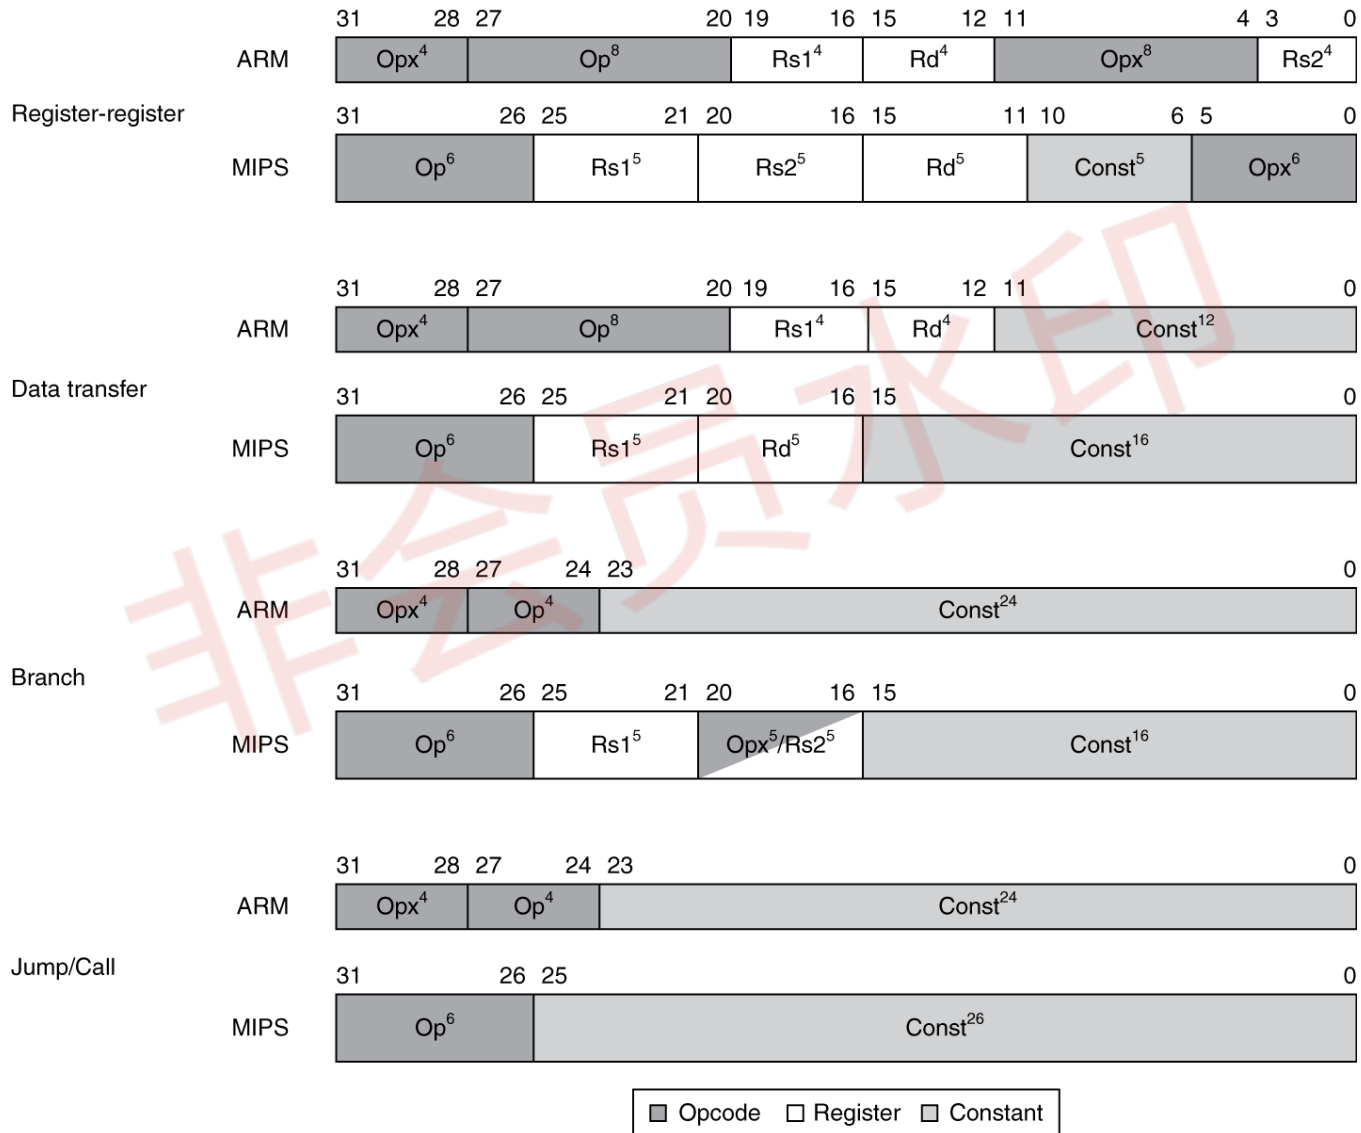 31 28 27 20 19 16 15 12 11 4 3 0
ARM Opx⁴ Op⁸ Rs1⁴ Rd⁴ Opx⁸ Rs2⁴
Register-register
31 26 25 21 20 16 15 11 10 6 5 0
MIPS Op⁶ Rs1⁵ Rs2⁵ Rd⁵ Const⁵ Opx⁶
31 28 27 20 19 16 15 12 11 0
ARM Opx⁴ Op⁸ Rs1⁴ Rd⁴ Const¹²
Data transfer
31 26 25 21 20 16 15 0
MIPS Op⁶ Rs1⁵ Rd⁵ Const¹⁶
31 28 27 24 23 0
ARM Opx⁴ Op⁴ Const²⁴
Branch
31 26 25 21 20 16 15 0
MIPS Op⁶ Rs1⁵ Opx⁵/Rs2⁵ Const¹⁶
31 28 27 24 23 0
ARM Opx⁴ Op⁴ Const²⁴
Jump/Call
31 26 25 0
MIPS Op⁶ Const²⁶
Opcode Register Constant
非会员水印